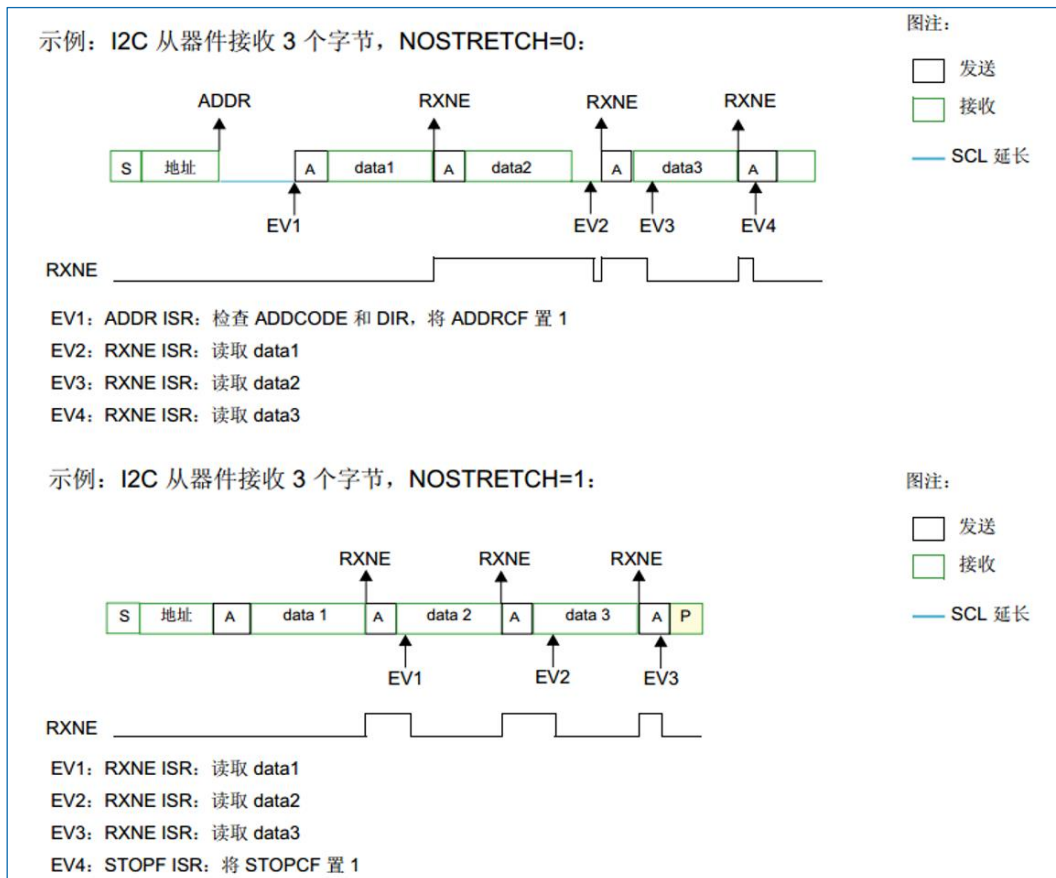 示例：I2C 从器件接收 3 个字节，NOSTRETCH=0：
图注：
发送
接收
SCL 延长
ADDR RXNE RXNE RXNE
S 地址 A data1 A data2 A data3 A
EV1 EV2 EV3 EV4
RXNE
EV1：ADDR ISR：检查 ADDCODE 和 DIR，将 ADDRCF 置 1
EV2：RXNE ISR：读取 data1
EV3：RXNE ISR：读取 data2
EV4：RXNE ISR：读取 data3
示例：I2C 从器件接收 3 个字节，NOSTRETCH=1：
图注：
发送
接收
SCL 延长
RXNE RXNE RXNE
S 地址 A data 1 A data 2 A data 3 A P
EV1 EV2 EV3
RXNE
EV1：RXNE ISR：读取 data1
EV2：RXNE ISR：读取 data2
EV3：RXNE ISR：读取 data3
EV4：STOPF ISR：将 STOPCF 置 1